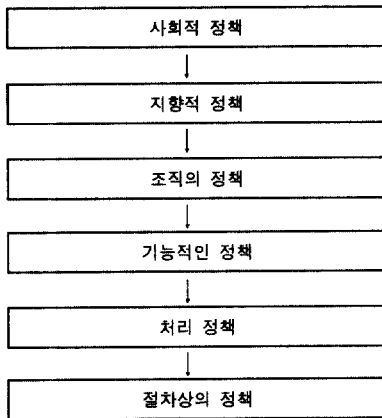 사회적 정책
지향적 정책
조직의 정책
기능적인 정책
처리 정책
절차상의 정책